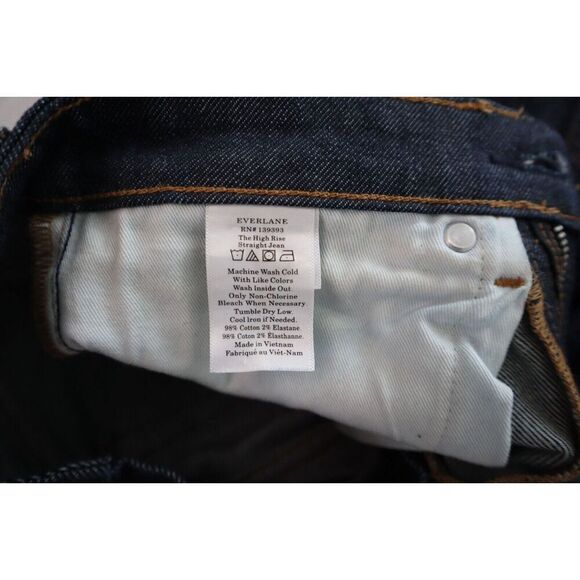 EVERLANE
RN# 139393
The High Rise
Straight Jean
Machine Wash Cold
With Like Colors
Wash Inside Out
Only Non-Chlorine
Bleach When Necessary
Tumble Dry Low.
Cool Iron if Needed.
98% Cotton 2% Elastane.
98% Coton 2% Élasthanne.
Made in Vietnam
Fabriqué au Viêt-Nam